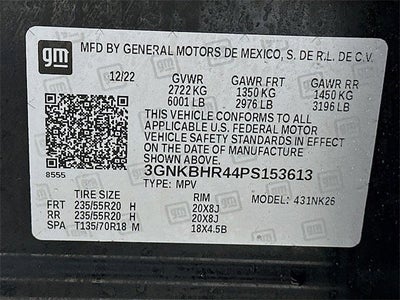 gm
MFD BY GENERAL MOTORS DE MEXICO, S. DE R.L. DE C.V.
12/22 GVWR GAWR FRT GAWR RR
2722 KG 1350 KG 1450 KG
6001 LB 2976 LB 3196 LB
THIS VEHICLE CONFORMS TO ALL
APPLICABLE U.S. FEDERAL MOTOR
VEHICLE SAFETY STANDARDS IN
EFFECT ON THE DATE OF
MANUFACTURE SHOWN ABOVE.
3GNKBHR44PS153613
8555 TYPE: MPV
TIRE SIZE RIM MODEL: 431NK26
FRT 235/55R20 H 20X8J
RR 235/55R20 H 20X8J
SPA T135/70R18 M 18X4.5B